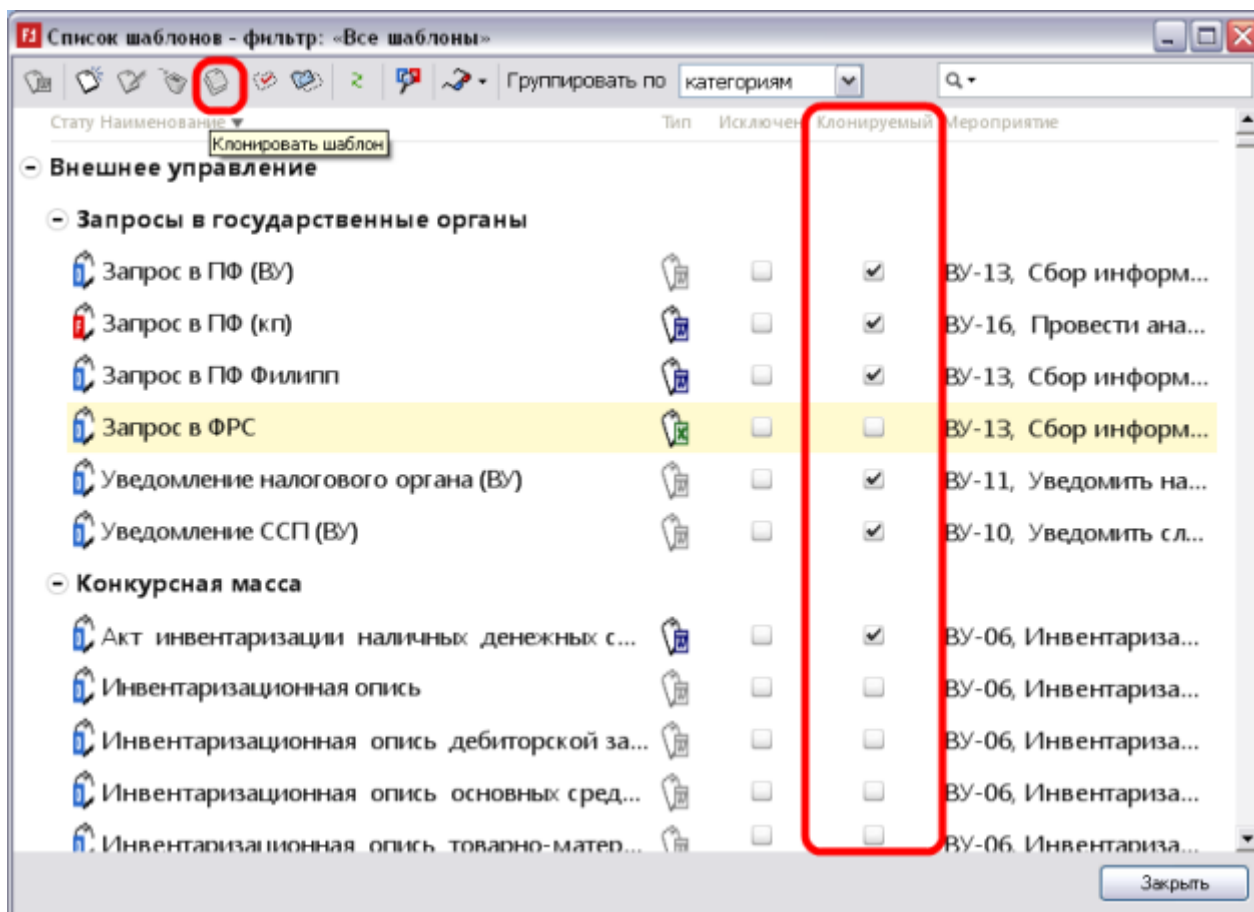 Список шаблонов - фильтр: «Все шаблоны»
Группировать по категориям
Стату Наименование Тип Исключен Клонируемый Мероприятие
Клонировать шаблон
Внешнее управление
Запросы в государственные органы
Запрос в ПФ (ВУ) ВУ-13, Сбор информ...
Запрос в ПФ (кп) ВУ-16, Провести ана...
Запрос в ПФ Филипп ВУ-13, Сбор информ...
Запрос в ФРС ВУ-13, Сбор информ...
Уведомление налогового органа (ВУ) ВУ-11, Уведомить на...
Уведомление ССП (ВУ) ВУ-10, Уведомить сл...
Конкурсная масса
Акт инвентаризации наличных денежных с... ВУ-06, Инвентариза...
Инвентаризационная опись ВУ-06, Инвентариза...
Инвентаризационная опись дебиторской за... ВУ-06, Инвентариза...
Инвентаризационная опись основных сред... ВУ-06, Инвентариза...
Инвентаризационная опись товарно-матер... ВУ-06, Инвентариза...
Закрыть